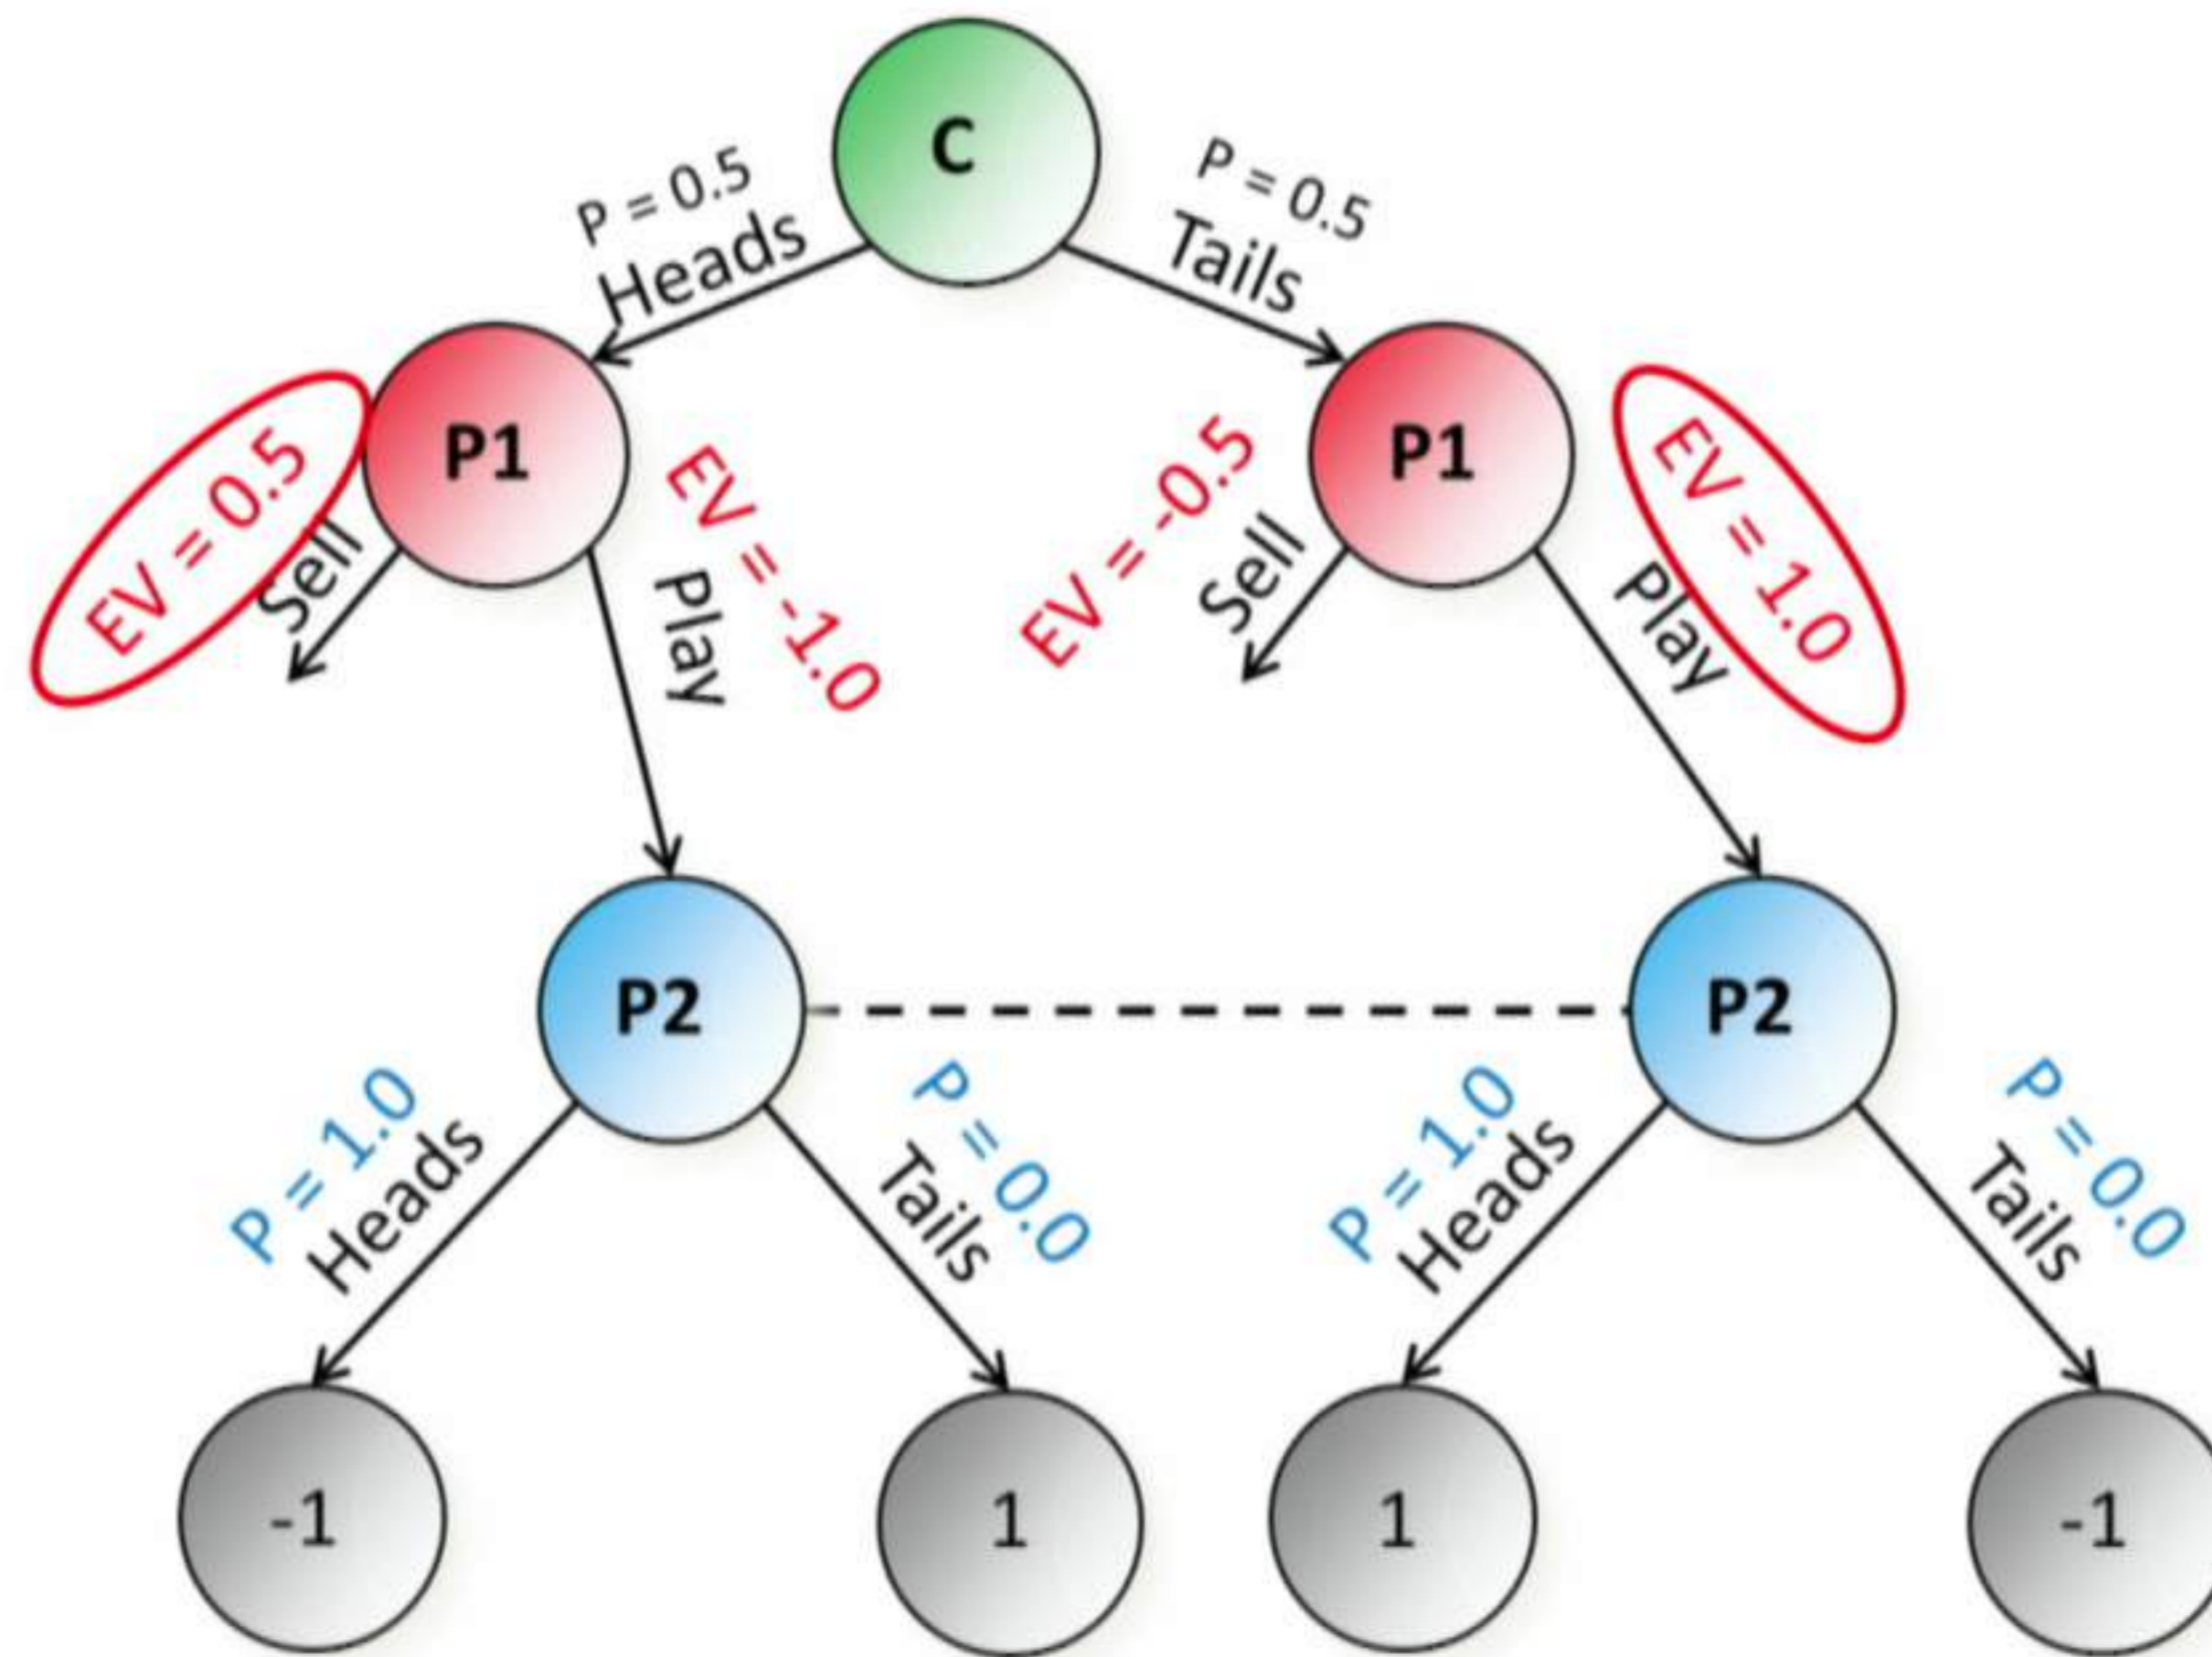 C
P = 0.5
Heads
P = 0.5
Tails
P1
P1
EV = 0.5
Sell
EV = -1.0
Play
EV = -0.5
Sell
EV = 1.0
Play
P2
P2
P = 1.0
Heads
P = 0.0
Tails
P = 1.0
Heads
P = 0.0
Tails
-1
1
1
-1